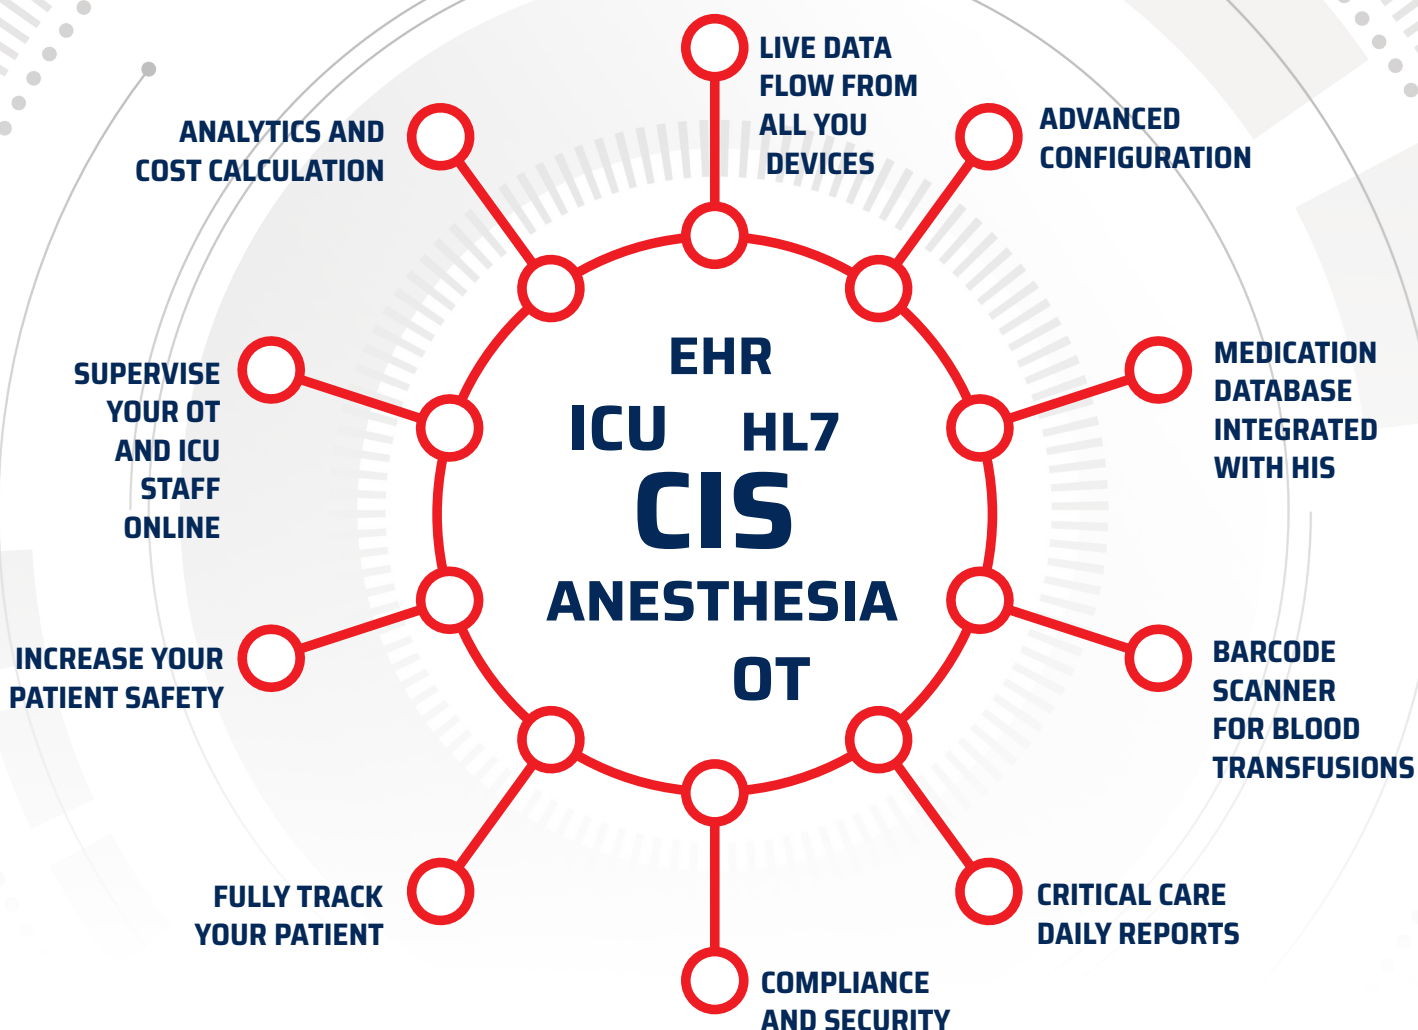 LIVE DATA
FLOW FROM
ALL YOU
DEVICES
ADVANCED
CONFIGURATION
MEDICATION
DATABASE
INTEGRATED
WITH HIS
BARCODE
SCANNER
FOR BLOOD
TRANSFUSIONS
CRITICAL CARE
DAILY REPORTS
COMPLIANCE
AND SECURITY
FULLY TRACK
YOUR PATIENT
INCREASE YOUR
PATIENT SAFETY
SUPERVISE
YOUR OT
AND ICU
STAFF
ONLINE
ANALYTICS AND
COST CALCULATION
EHR
ICU HL7
CIS
ANESTHESIA
OT